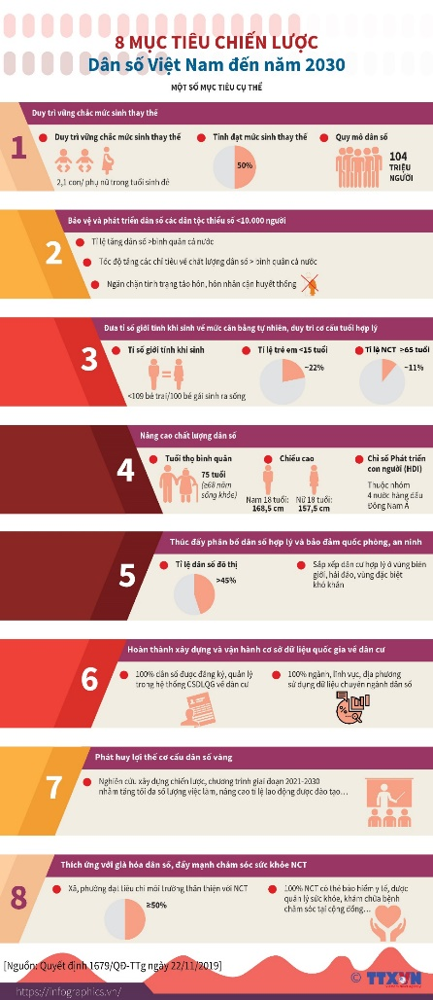 8 MỤC TIÊU CHIẾN LƯỢC
Dân số Việt Nam đến năm 2030
MỘT SỐ MỤC TIÊU CỤ THỂ
Duy trì vững chắc mức sinh thay thế
1
Duy trì vững chắc mức sinh thay thế
2,1 con/ phụ nữ trong tuổi sinh đẻ
Tỉnh đạt mức sinh thay thế
50%
Quy mô dân số
104
TRIỆU
NGƯỜI
Bảo vệ và phát triển dân số các dân tộc thiểu số <10.000 người
2
Tỉ lệ tăng dân số >bình quân cả nước
Tốc độ tăng các chỉ tiêu về chất lượng dân số > bình quân cả nước
Ngăn chặn tình trạng tảo hôn, hôn nhân cận huyết thống
Đưa tỉ số giới tính khi sinh về mức cân bằng tự nhiên, duy trì cơ cấu tuổi hợp lý
3
Tỉ số giới tính khi sinh
<109 bé trai/100 bé gái sinh ra sống
Tỉ lệ trẻ em <15 tuổi
~22%
Tỉ lệ NCT >65 tuổi
~11%
Nâng cao chất lượng dân số
4
Tuổi thọ bình quân
75 tuổi
(≥68 năm
sống khỏe)
Chiều cao
Nam 18 tuổi:
168,5 cm
Nữ 18 tuổi:
157,5 cm
Chỉ số Phát triển
con người (HDI)
Thuộc nhóm
4 nước hàng đầu
Đông Nam Á
Thúc đẩy phân bổ dân số hợp lý và bảo đảm quốc phòng, an ninh
5
Tỉ lệ dân số đô thị
>45%
Sắp xếp dân cư hợp lý ở vùng biên
giới, hải đảo, vùng đặc biệt
khó khăn
Hoàn thành xây dựng và vận hành cơ sở dữ liệu quốc gia về dân cư
6
100% dân số được đăng ký, quản lý
trong hệ thống CSDLQG về dân cư
100% ngành, lĩnh vực, địa phương
sử dụng dữ liệu chuyên ngành dân số
Phát huy lợi thế cơ cấu dân số vàng
7
Nghiên cứu xây dựng chiến lược, chương trình giai đoạn 2021-2030
nhằm tăng tối đa số lượng việc làm, nâng cao tỉ lệ lao động được đào tạo...
Thích ứng với già hóa dân số, đẩy mạnh chăm sóc sức khỏe NCT
8
Xã, phường đạt tiêu chí môi trường thân thiện với NCT
≥50%
100% NCT có thẻ bảo hiểm y tế, được
quản lý sức khỏe, khám chữa bệnh
chăm sóc tại cộng đồng...
[Nguồn: Quyết định 1679/QĐ-TTg ngày 22/11/2019]
© TTXVN
https://infographics.vn/